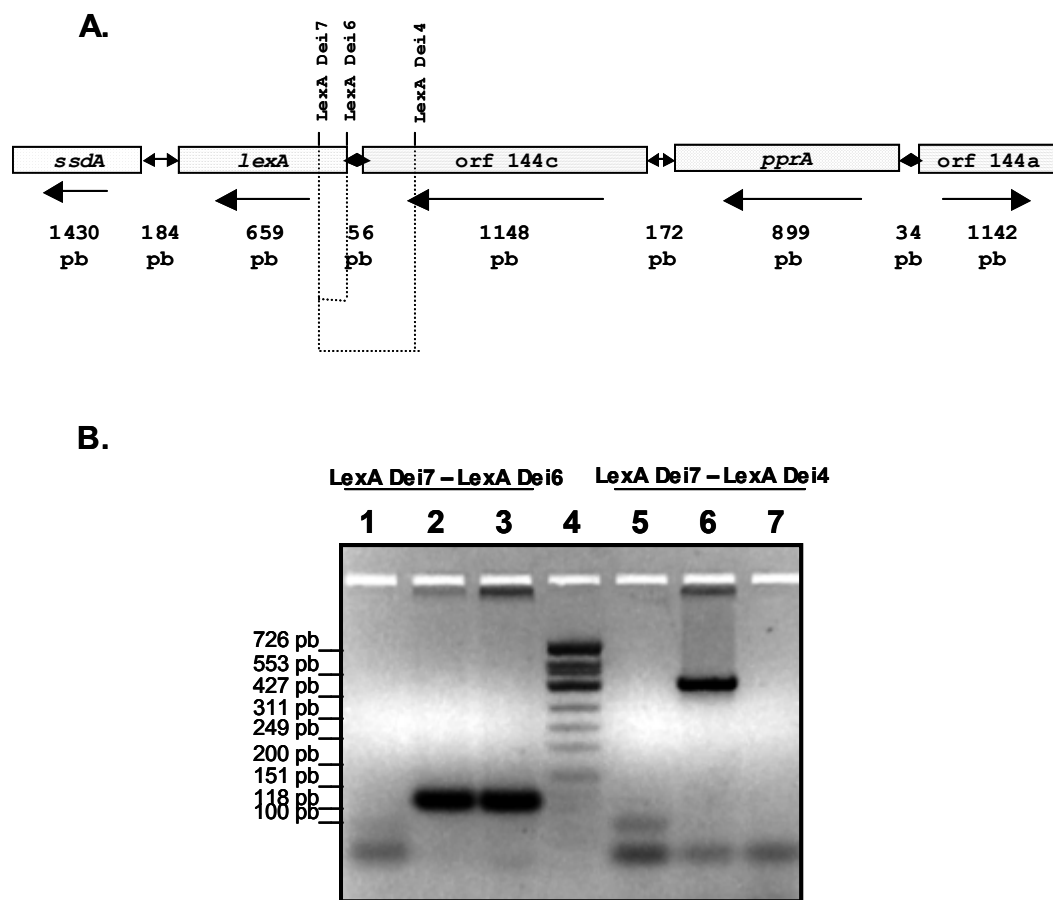 A.
LexA Dei7
LexA Dei6
LexA Dei4
ssdA lexA orf 144c pprA orf 144a
1430 184 659 56 1148 172 899 34 1142
pb pb pb pb pb pb pb pb pb
B.
LexA Dei7 – LexA Dei6 LexA Dei7 – LexA Dei4
1 2 3 4 5 6 7
726 pb
553 pb
427 pb
311 pb
249 pb
200 pb
151 pb
118 pb
100 pb